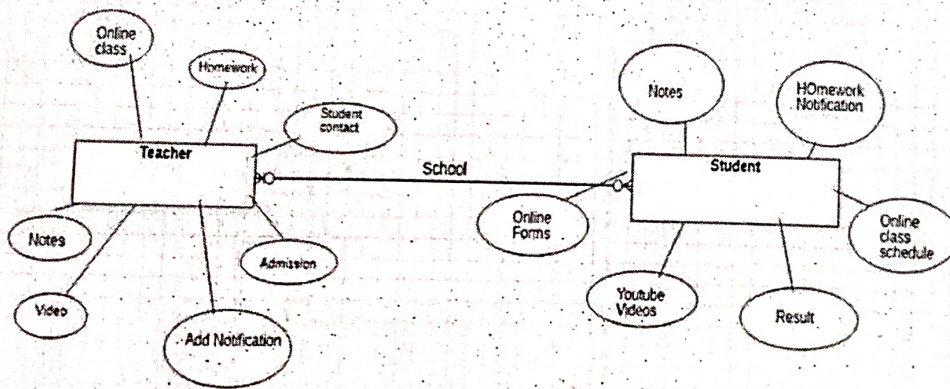 Online
class
Homework
Student
contact
Teacher
Notes
Video
Add Notification
Admission
School
Notes
HOmework
Notification
Student
Online
Forms
Youtube
Videos
Result
Online
class
schedule